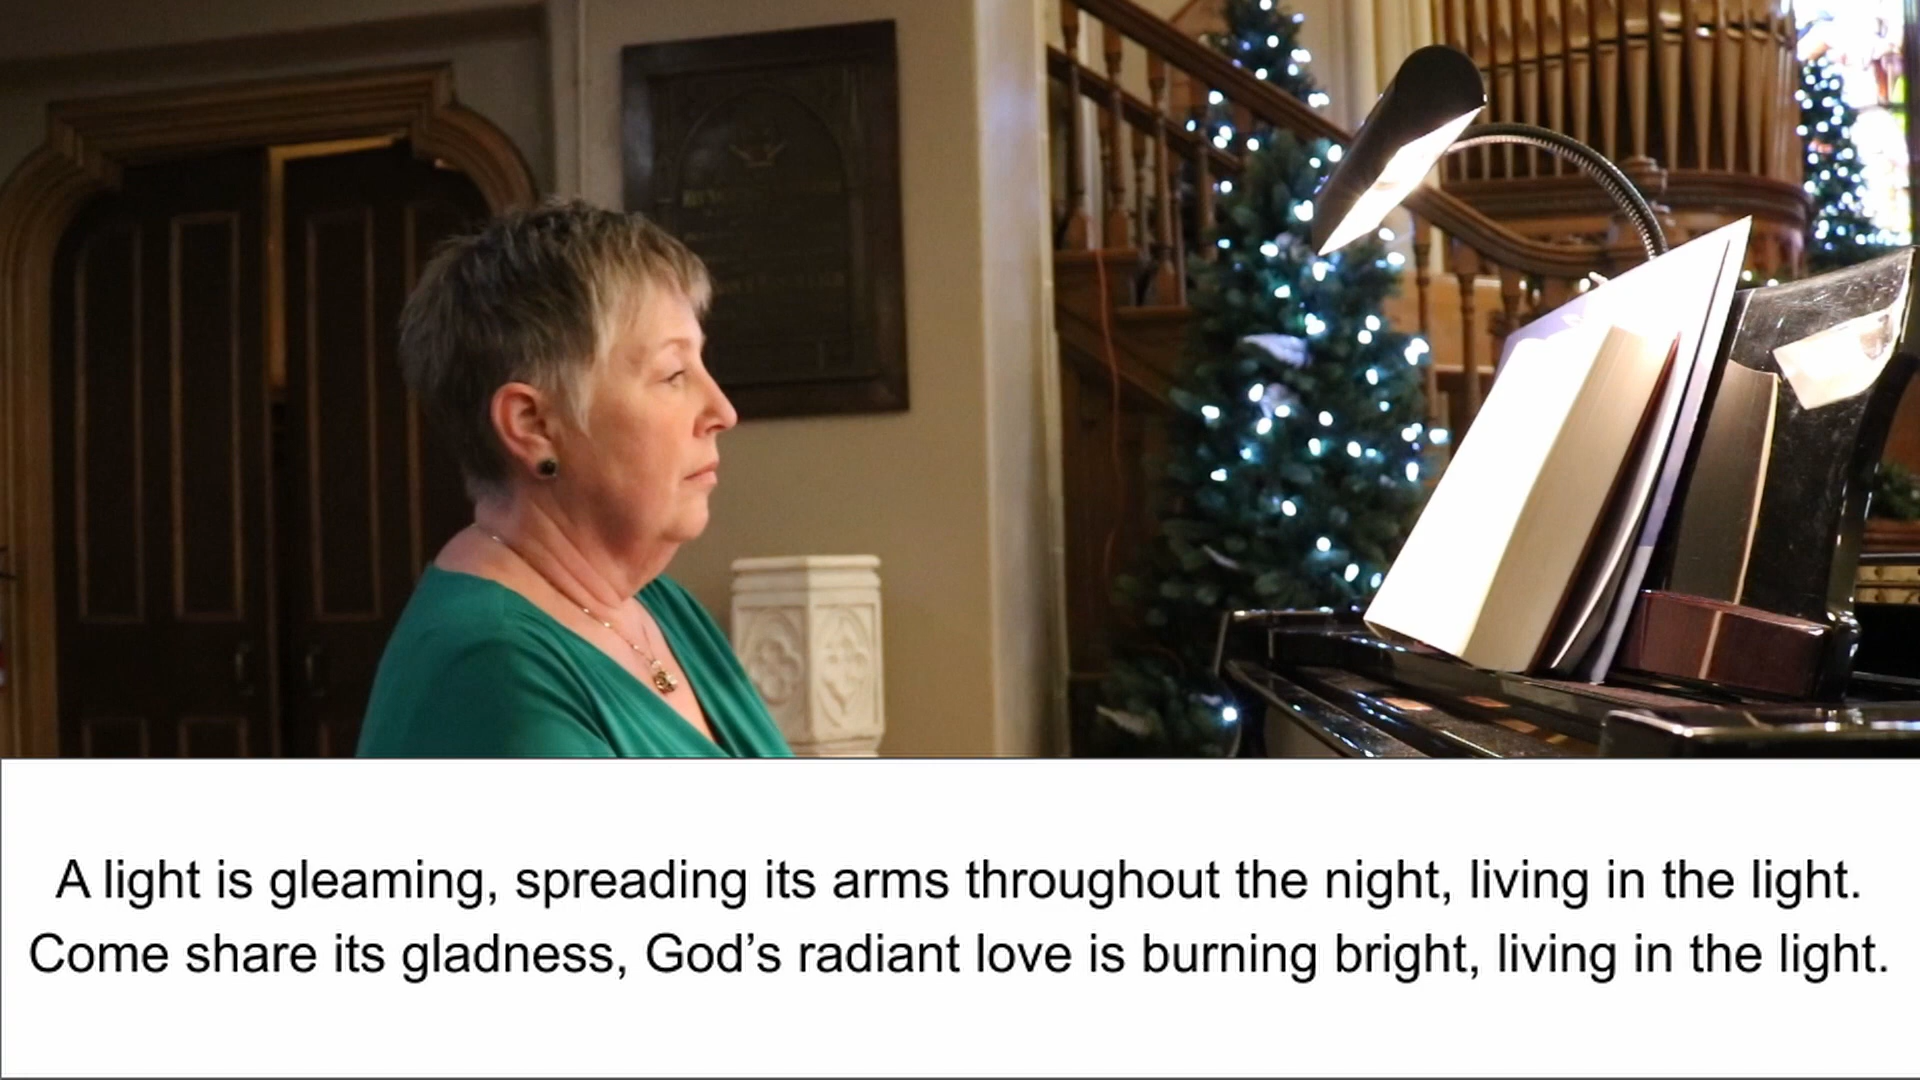 A light is gleaming, spreading its arms throughout the night, living in the light.
Come share its gladness, God’s radiant love is burning bright, living in the light.